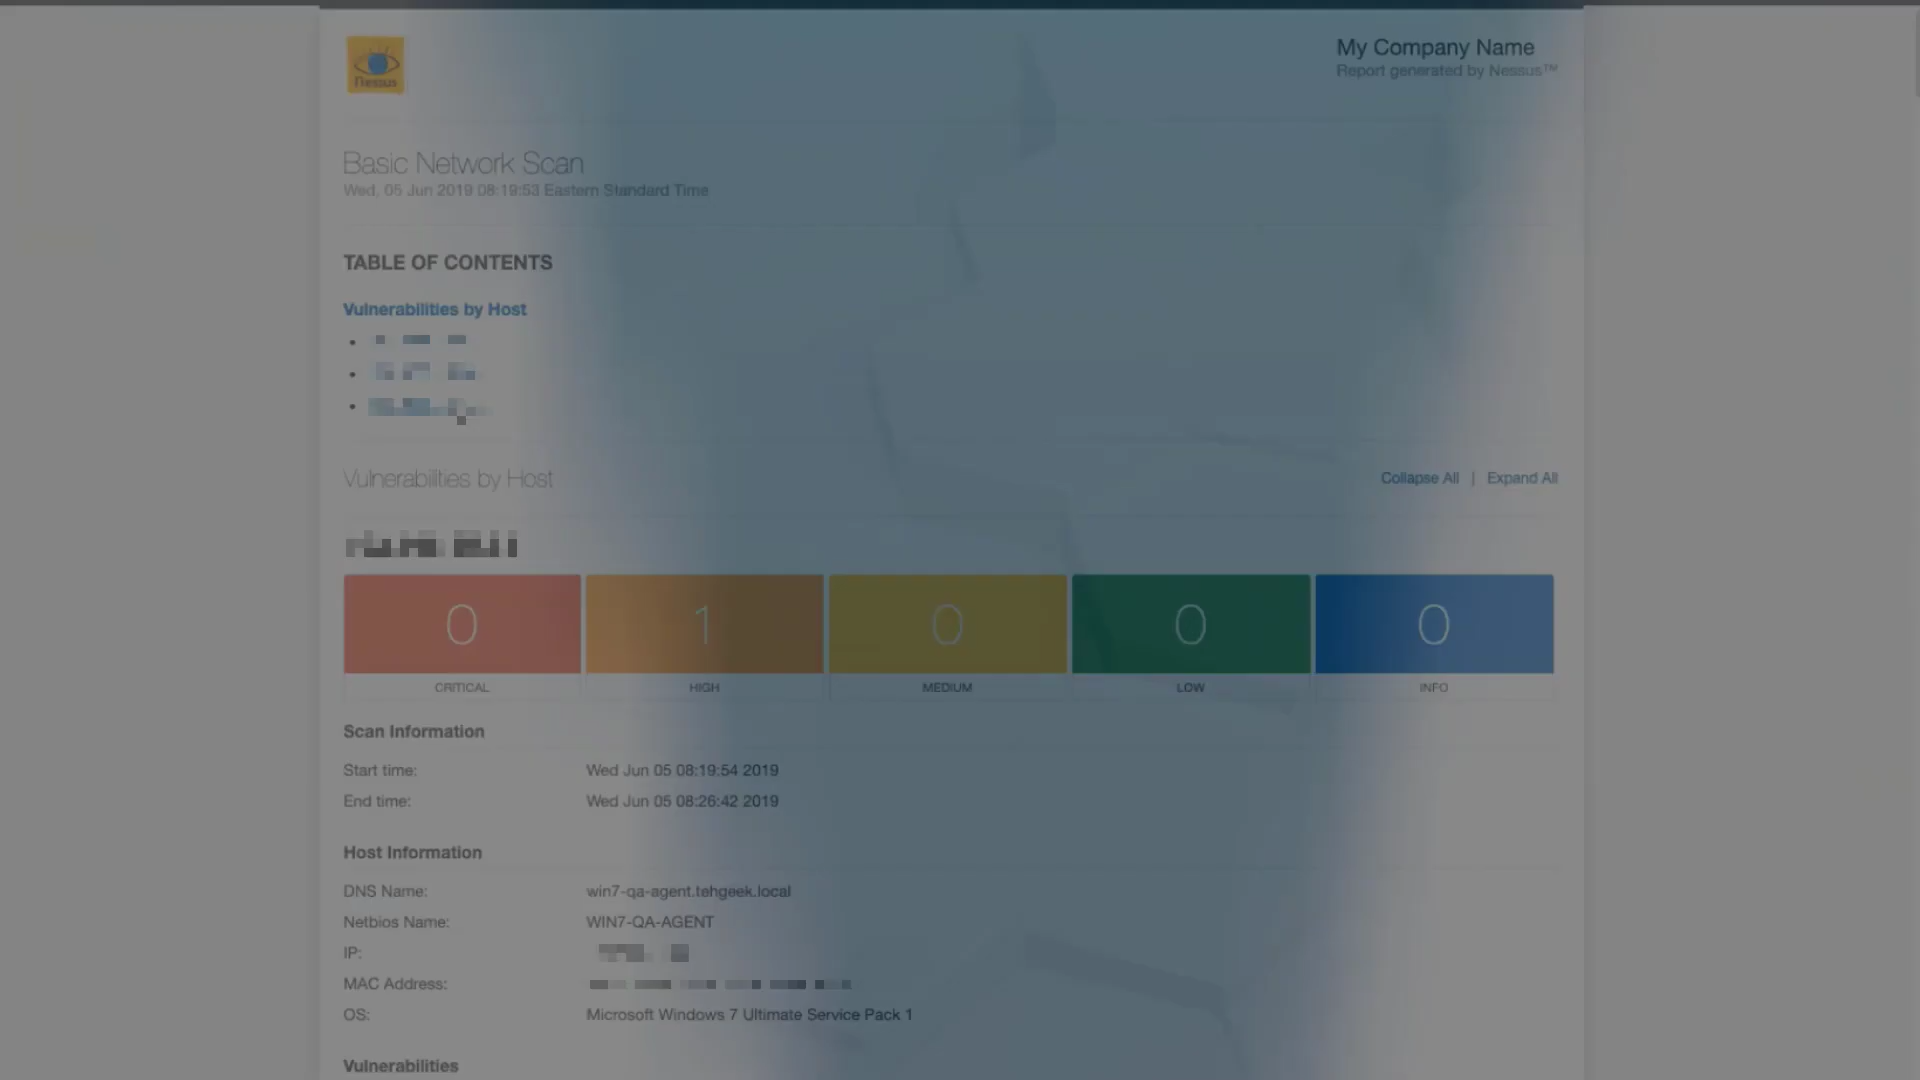 Nessus
My Company Name
Report generated by Nessus™
Basic Network Scan
Wed, 05 Jun 2019 08:19:53 Eastern Standard Time
TABLE OF CONTENTS
Vulnerabilities by Host
Vulnerabilities by Host
Collapse All | Expand All
0 1 0 0 0
CRITICAL HIGH MEDIUM LOW INFO
Scan Information
Start time: Wed Jun 05 08:19:54 2019
End time: Wed Jun 05 08:26:42 2019
Host Information
DNS Name: win7-qa-agent.tehgeek.local
Netbios Name: WIN7-QA-AGENT
IP:
MAC Address:
OS: Microsoft Windows 7 Ultimate Service Pack 1
Vulnerabilities